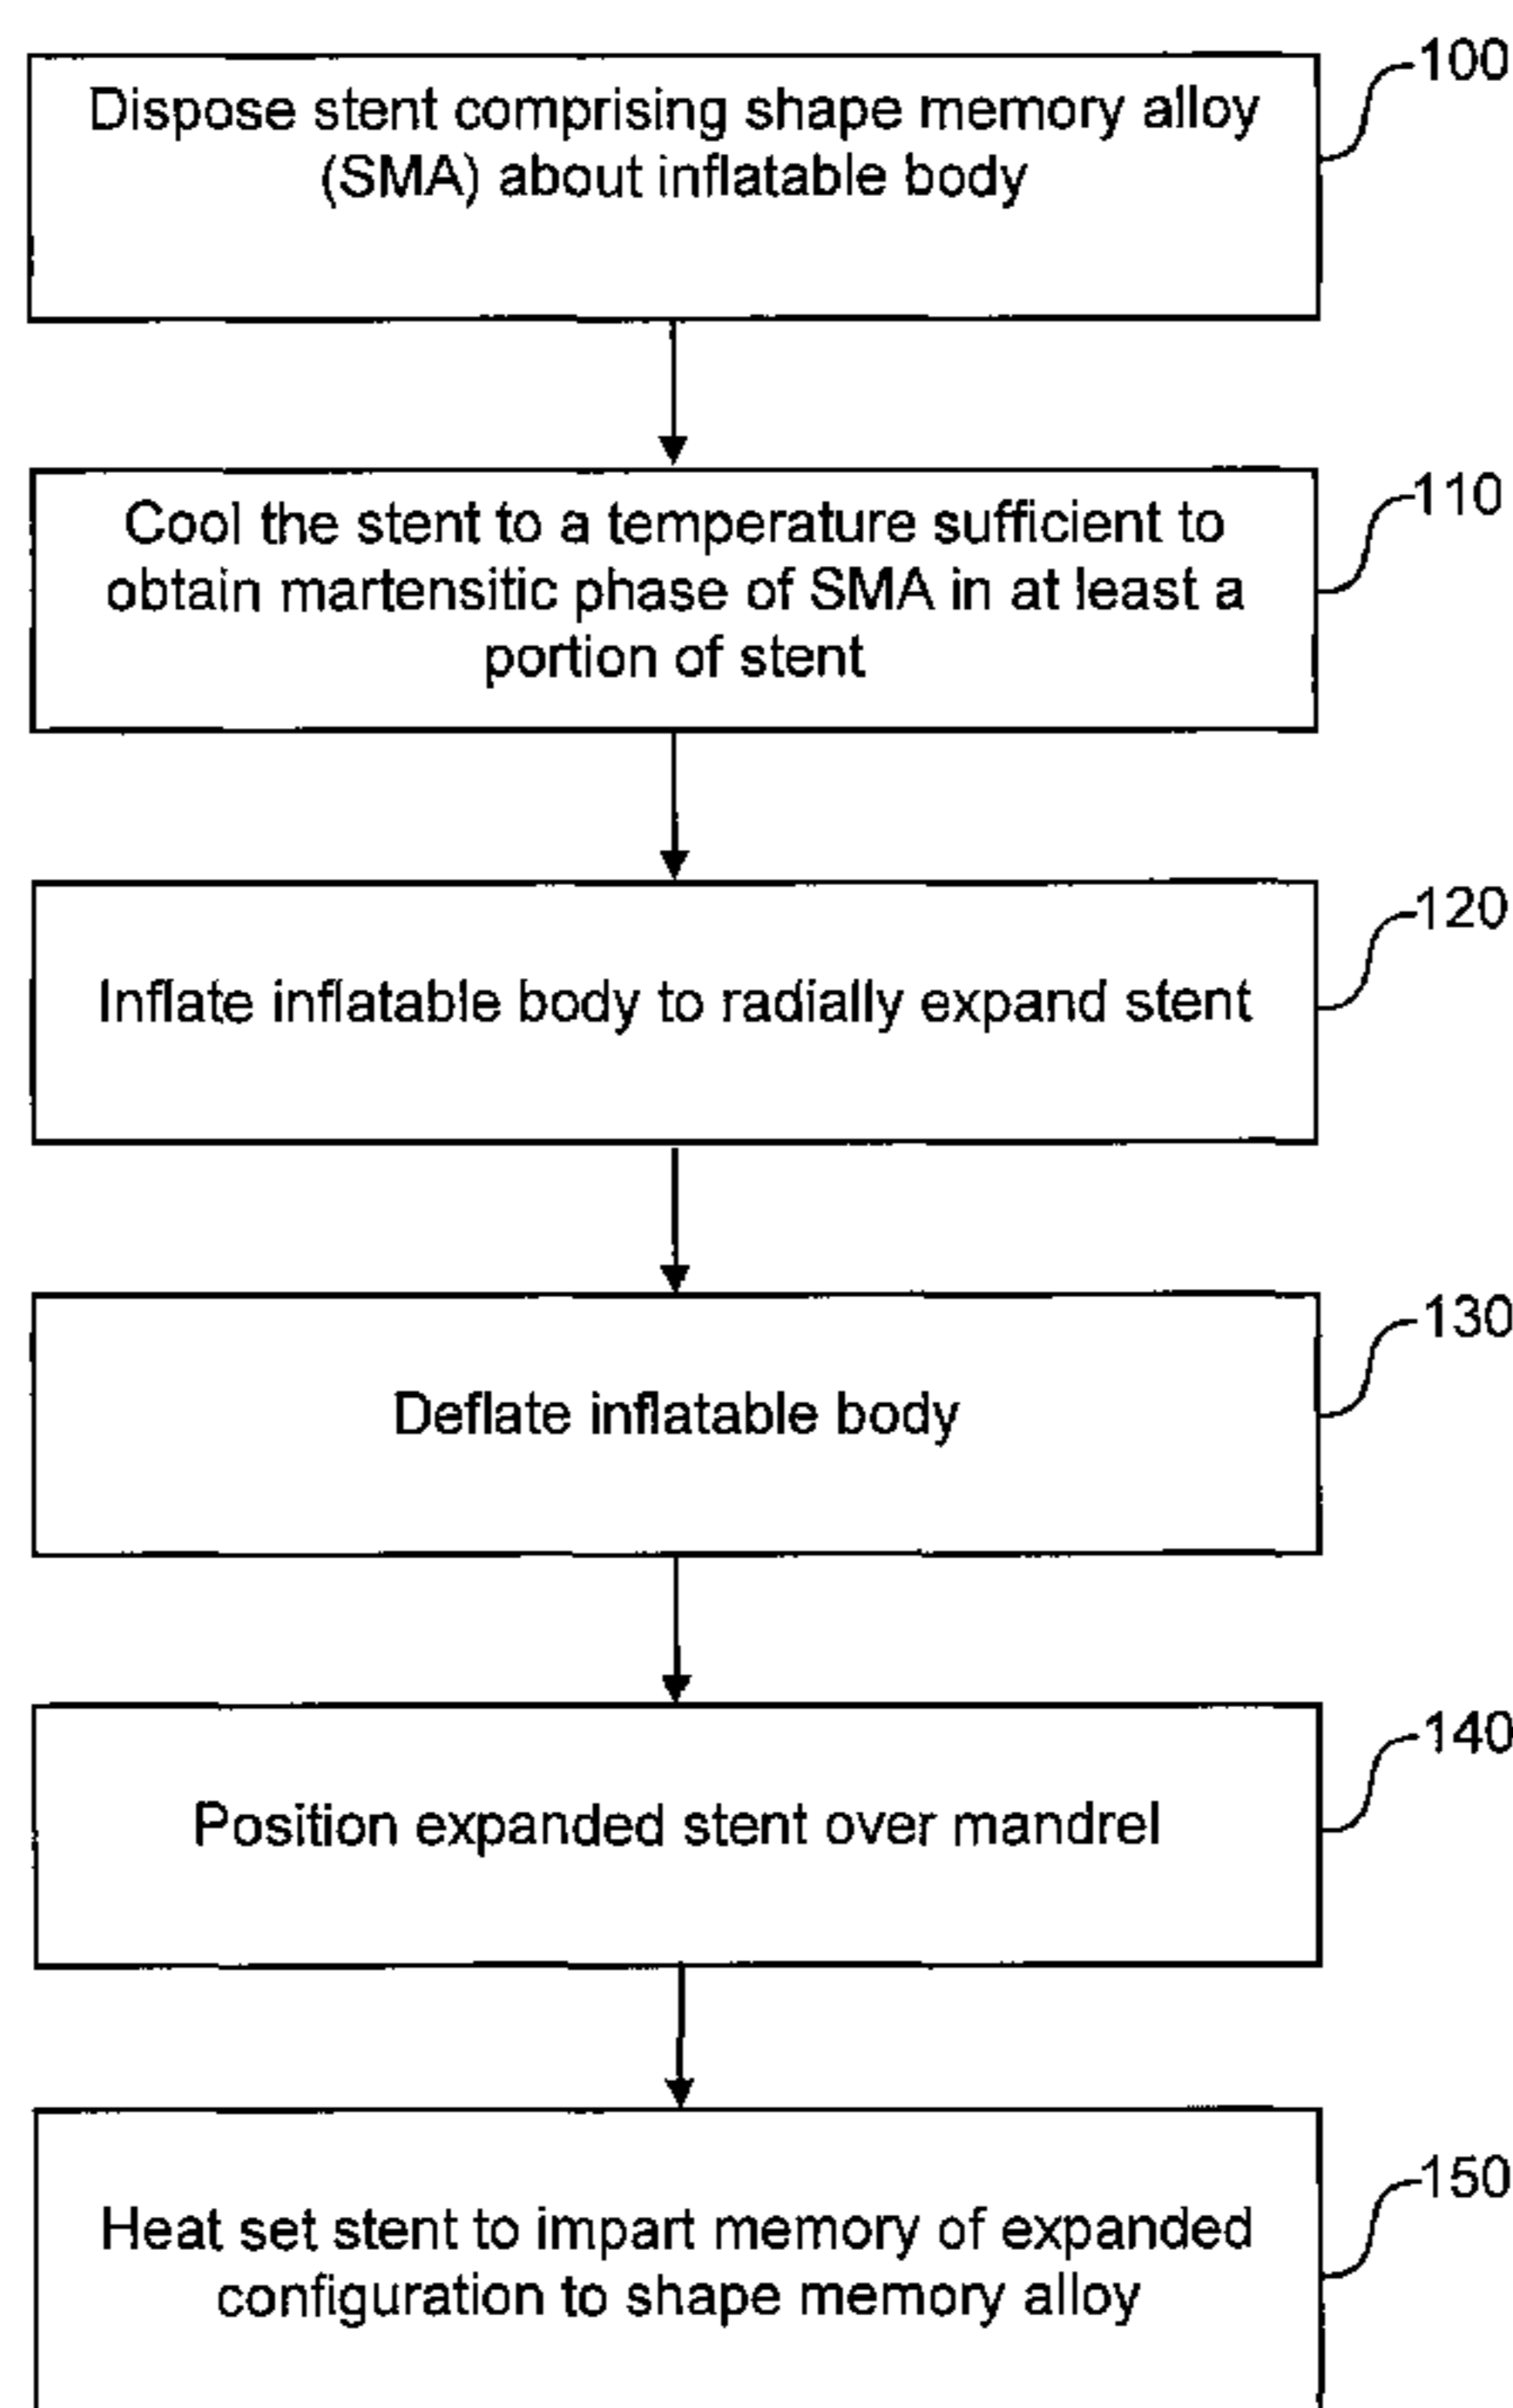 100
Dispose stent comprising shape memory alloy
(SMA) about inflatable body
110
Cool the stent to a temperature sufficient to
obtain martensitic phase of SMA in at least a
portion of stent
120
Inflate inflatable body to radially expand stent
130
Deflate inflatable body
140
Position expanded stent over mandrel
150
Heat set stent to impart memory of expanded
configuration to shape memory alloy